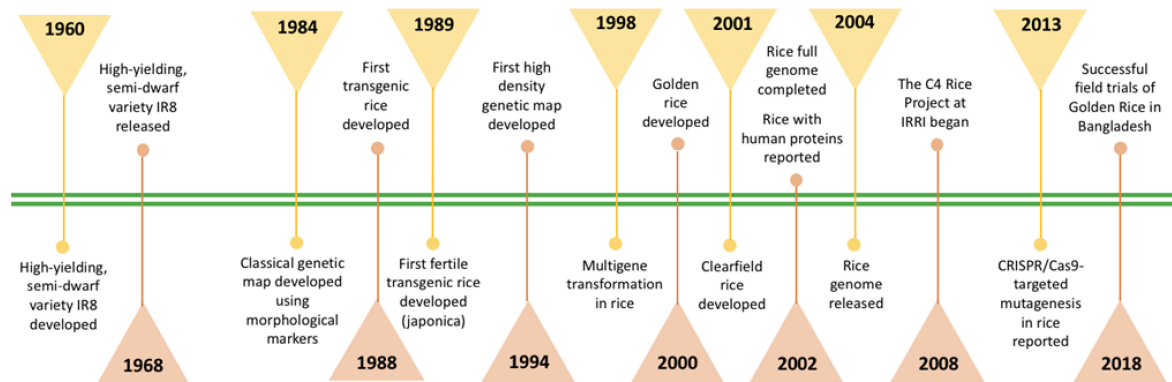 1960
High-yielding,
semi-dwarf
variety IR8
developed
High-yielding,
semi-dwarf
variety IR8
released
1968
1984
Classical genetic
map developed
using
morphological
markers
First
transgenic
rice
developed
1988
1989
First fertile
transgenic rice
developed
(japonica)
First high
density
genetic map
developed
1994
1998
Multigene
transformation
in rice
Golden
rice
developed
2000
2001
Clearfield
rice
developed
Rice full
genome
completed
Rice with
human proteins
reported
2002
2004
Rice
genome
released
The C4 Rice
Project at
IRRI began
2008
2013
CRISPR/Cas9-
targeted
mutagenesis
in rice
reported
Successful
field trials of
Golden Rice in
Bangladesh
2018